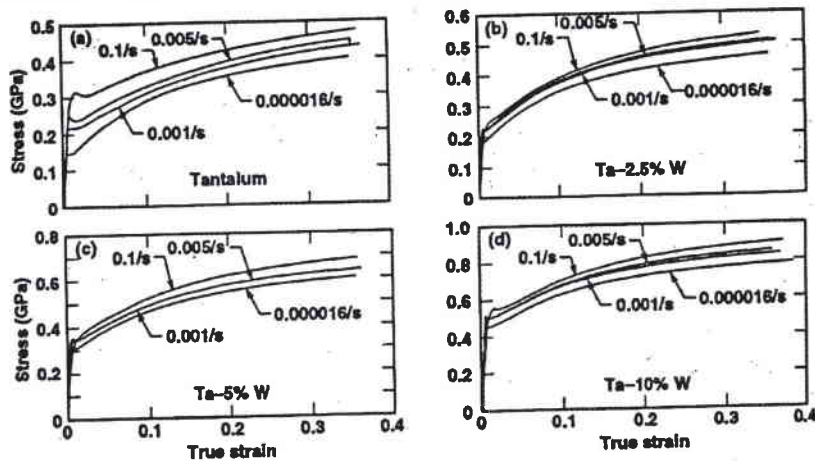 (a)
0.5
0.4
0.3
0.2
0.1
0
Stress (GPa)
0.1/s
0.005/s
0.001/s
0.000016/s
Tantalum
(b)
0.6
0.5
0.4
0.3
0.2
0.1
0
0.1/s
0.005/s
0.001/s
0.000016/s
Ta–2.5% W
(c)
0.8
0.6
0.4
0.2
0
Stress (GPa)
0.1/s
0.005/s
0.001/s
0.000016/s
Ta–5% W
0
0.1
0.2
0.3
0.4
True strain
(d)
1.0
0.8
0.6
0.4
0.2
0
0.1/s
0.005/s
0.001/s
0.000016/s
Ta–10% W
0
0.1
0.2
0.3
0.4
True strain